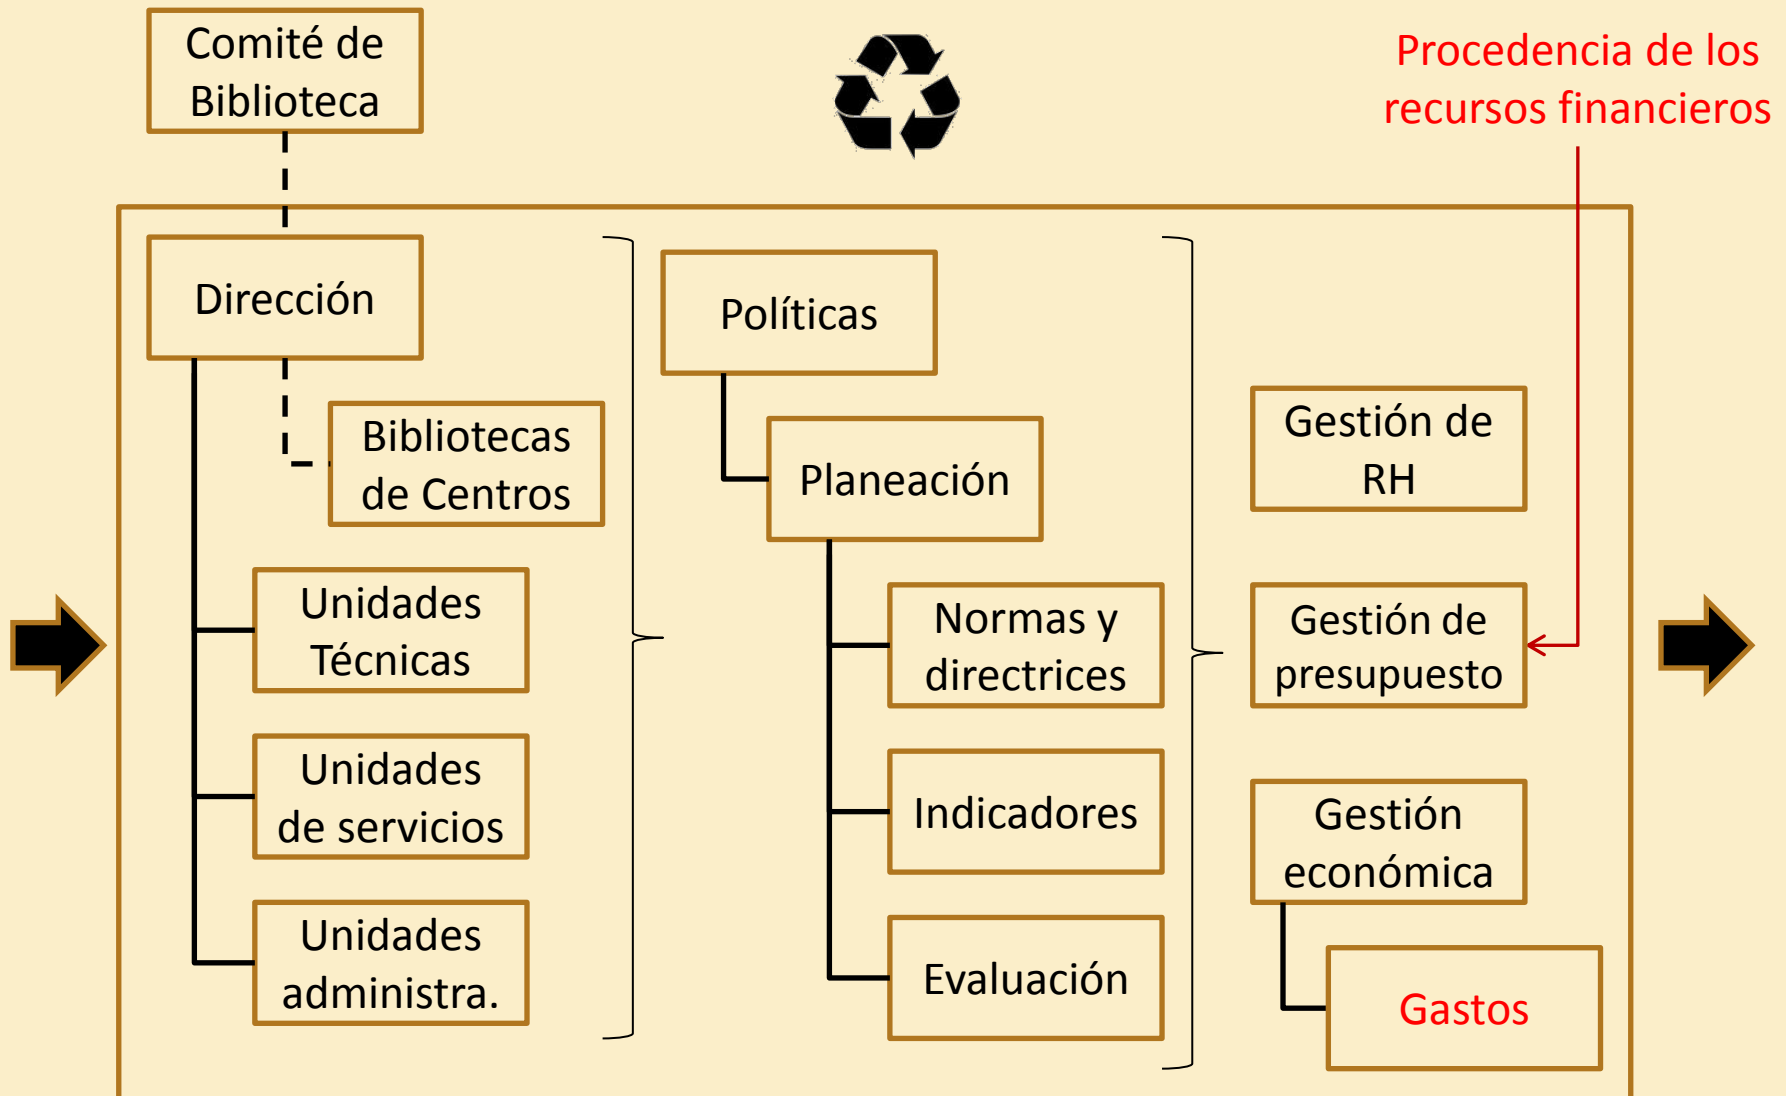 Comité de
Biblioteca
Procedencia de los
recursos financieros
Dirección
Bibliotecas
de Centros
Unidades
Técnicas
Unidades
de servicios
Unidades
administra.
Políticas
Planeación
Normas y
directrices
Indicadores
Evaluación
Gestión de
RH
Gestión de
presupuesto
Gestión
económica
Gastos